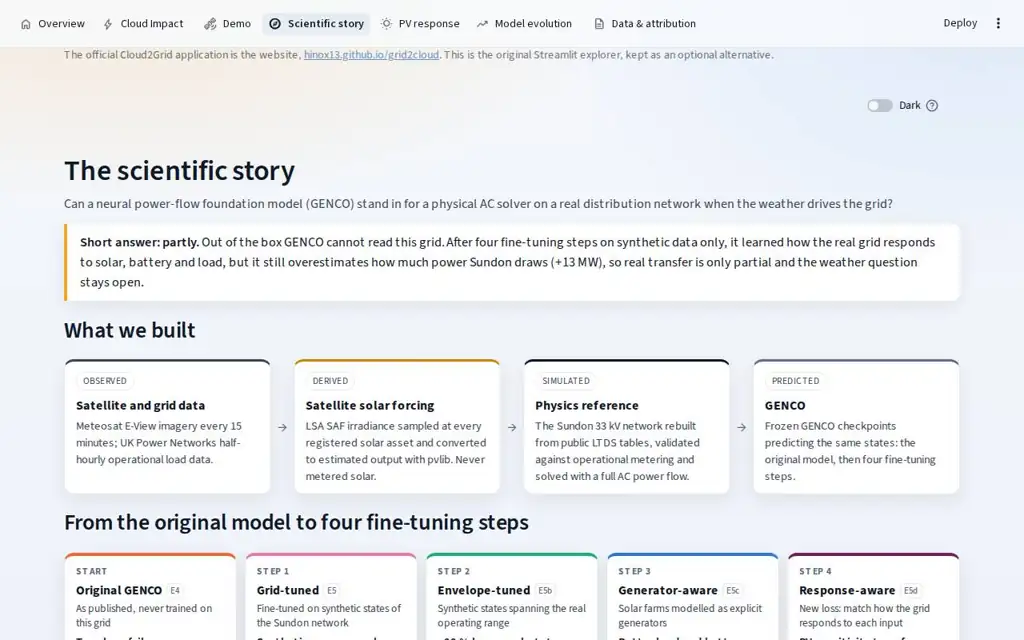 Overview Cloud Impact Demo Scientific story PV response Model evolution Data & attribution Deploy
The official Cloud2Grid application is the website, hinox13.github.io/grid2cloud. This is the original Streamlit explorer, kept as an optional alternative.
Dark
The scientific story
Can a neural power-flow foundation model (GENCO) stand in for a physical AC solver on a real distribution network when the weather drives the grid?
Short answer: partly. Out of the box GENCO cannot read this grid. After four fine-tuning steps on synthetic data only, it learned how the real grid responds
to solar, battery and load, but it still overestimates how much power Sundon draws (+13 MW), so real transfer is only partial and the weather question
stays open.
What we built
OBSERVED
Satellite and grid data
Meteosat E-View imagery every 15
minutes; UK Power Networks half-
hourly operational load data.
→
DERIVED
Satellite solar forcing
LSA SAF irradiance sampled at every
registered solar asset and converted
to estimated output with pvlib. Never
metered solar.
→
SIMULATED
Physics reference
The Sundon 33 kV network rebuilt
from public LTDS tables, validated
against operational metering and
solved with a full AC power flow.
→
PREDICTED
GENCO
Frozen GENCO checkpoints
predicting the same states: the
original model, then four fine-tuning
steps.
From the original model to four fine-tuning steps
START
Original GENCO E4
As published, never trained on
this grid
STEP 1
Grid-tuned E5
Fine-tuned on synthetic states of
the Sundon network
STEP 2
Envelope-tuned E5b
Synthetic states spanning the real
operating range
STEP 3
Generator-aware E5c
Solar farms modelled as explicit
generators
STEP 4
Response-aware E5d
New loss: match how the grid
responds to each input